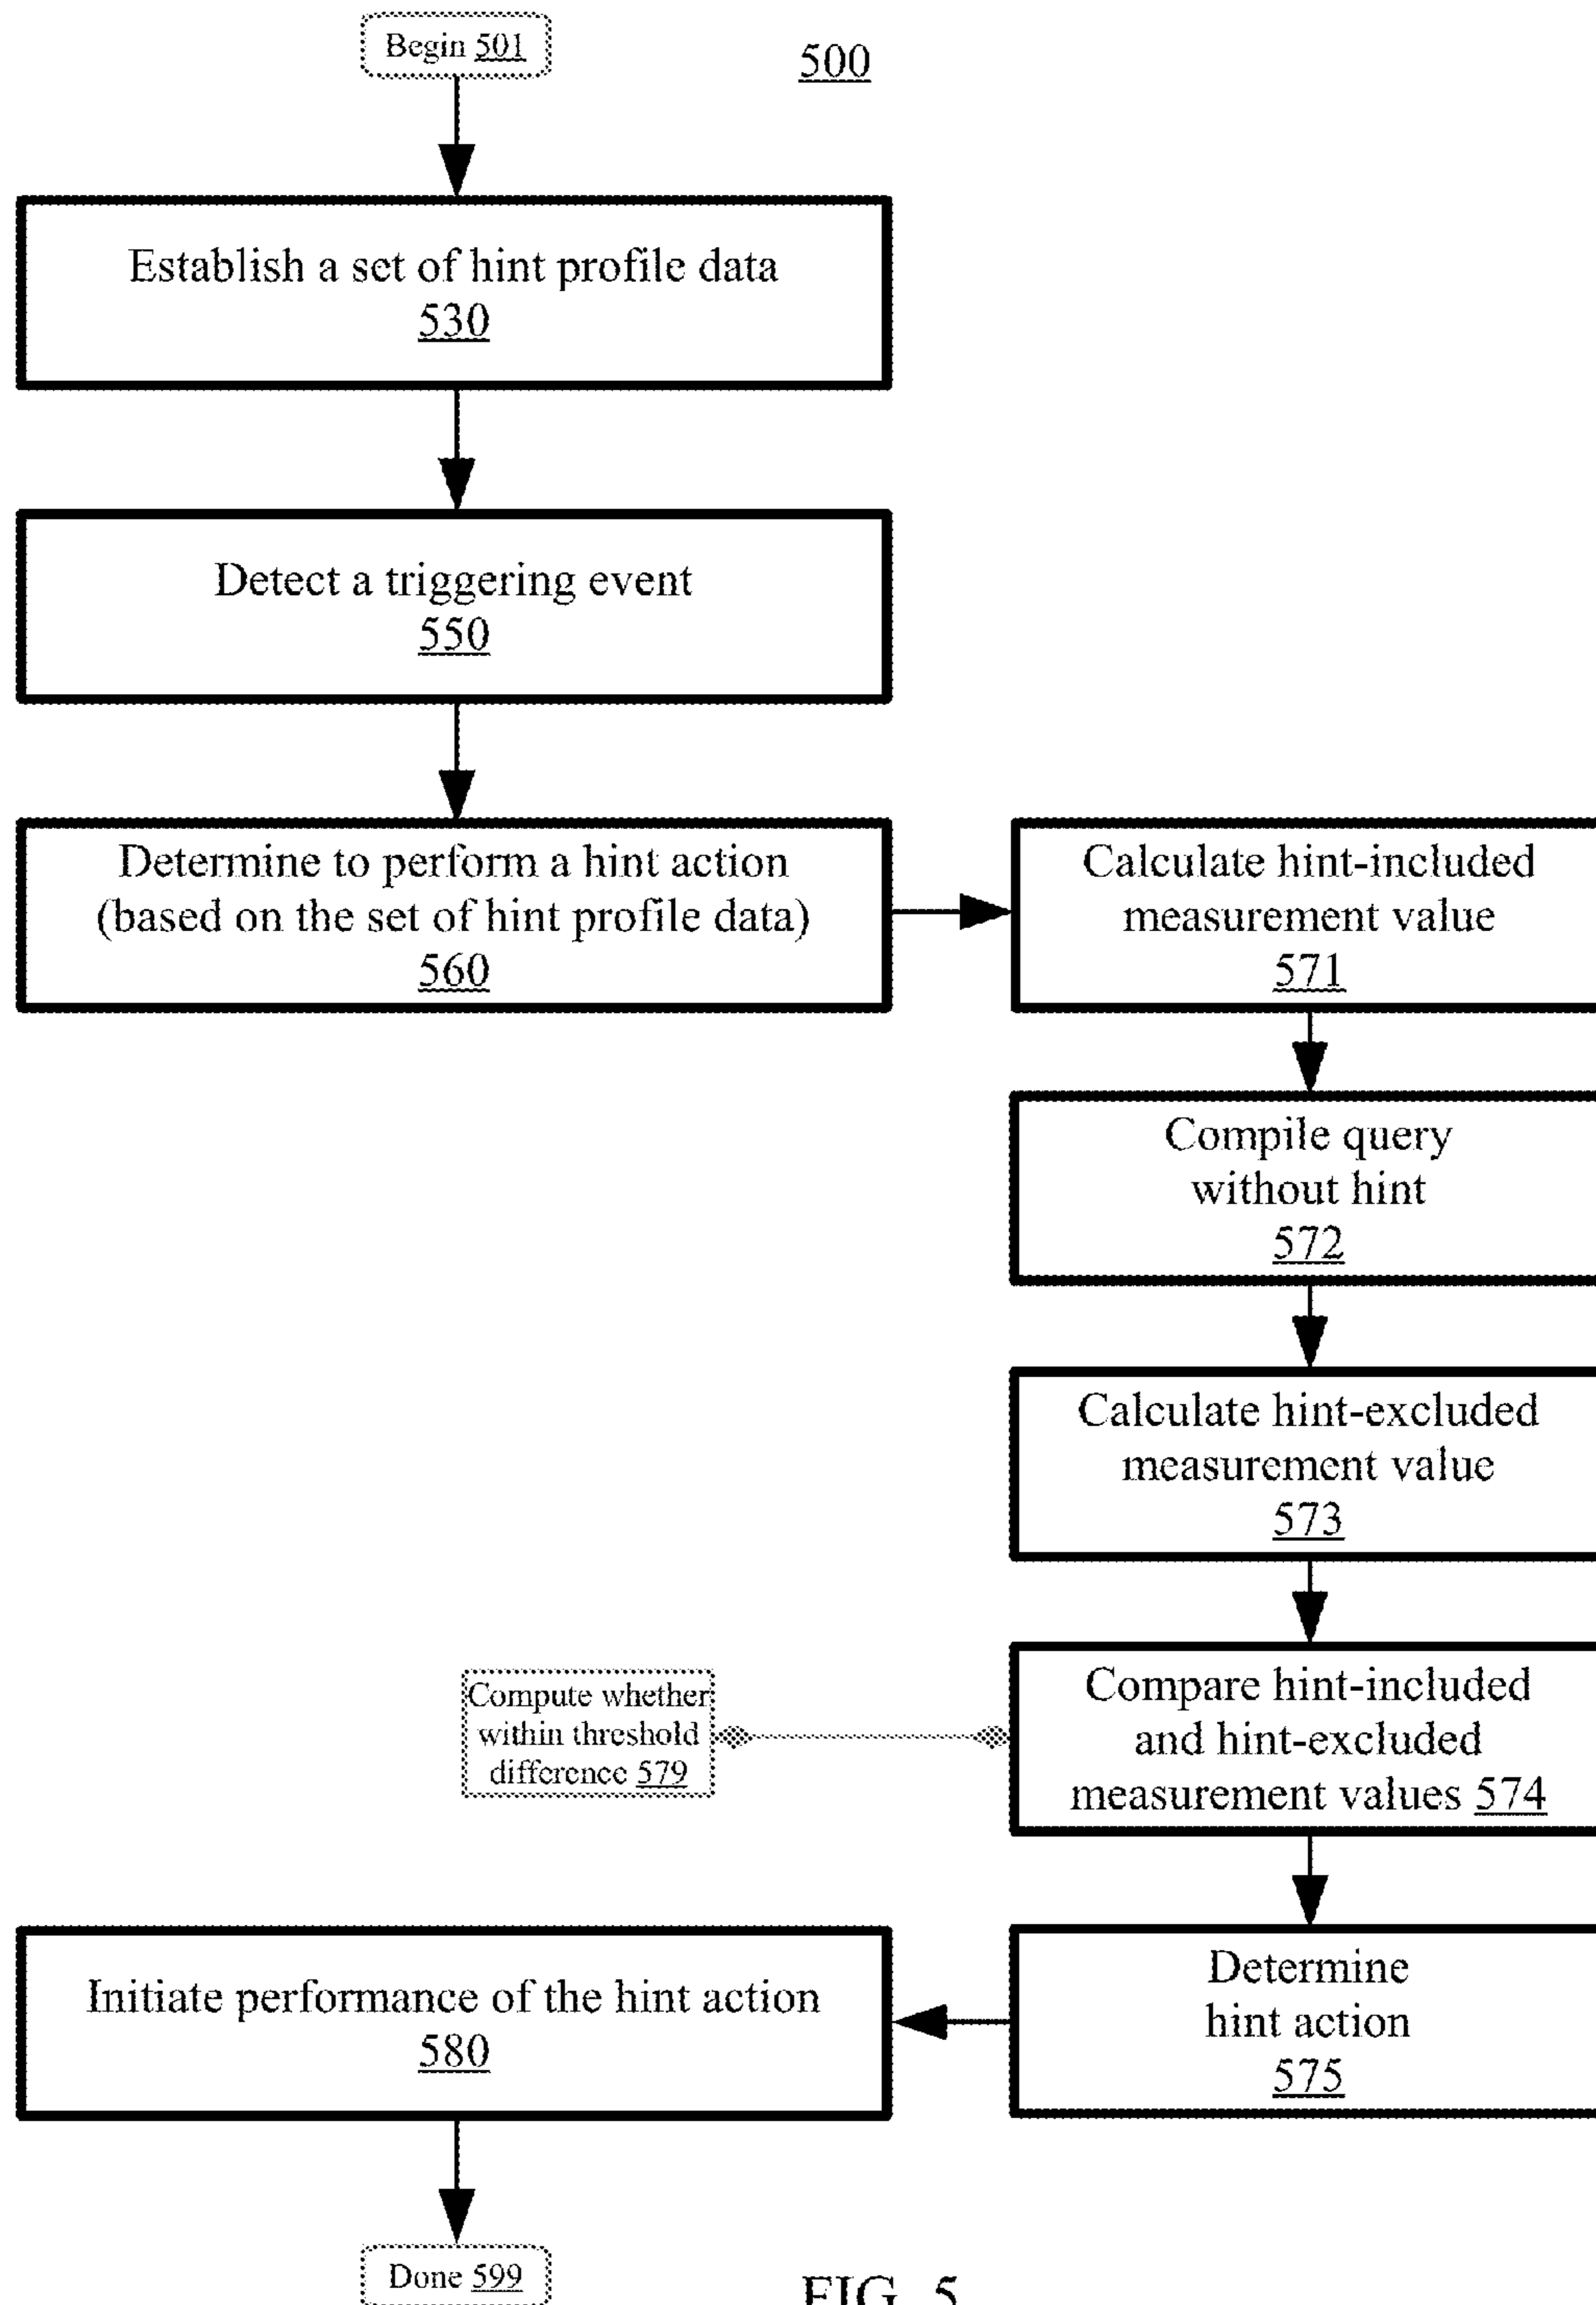 Begin 501
500
Establish a set of hint profile data
530
Detect a triggering event
550
Determine to perform a hint action
(based on the set of hint profile data)
560
Calculate hint-included
measurement value
571
Compile query
without hint
572
Calculate hint-excluded
measurement value
573
Compare hint-included
and hint-excluded
measurement values 574
Compute whether
within threshold
difference 579
Determine
hint action
575
Initiate performance of the hint action
580
Done 599
FIG. 5